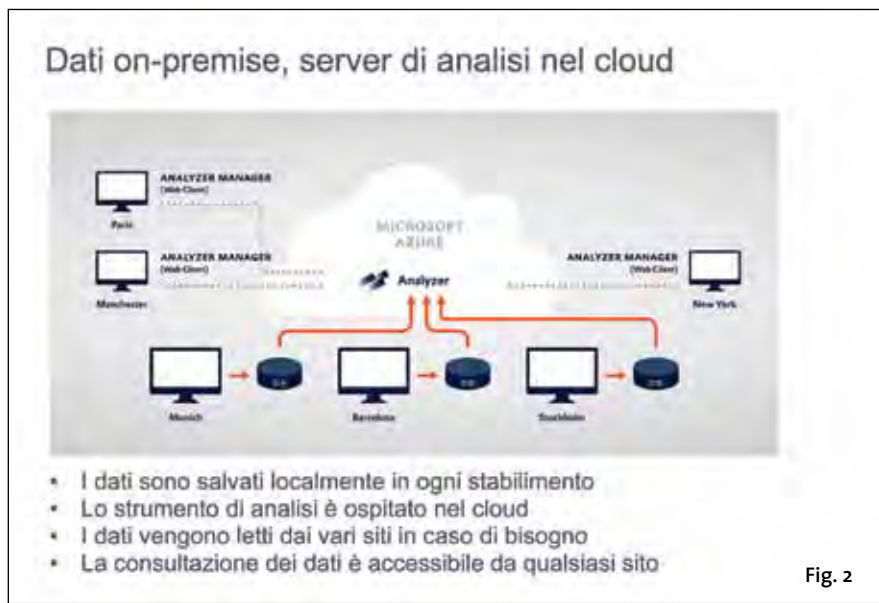 Dati on-premise, server di analisi nel cloud
ANALYZER MANAGER
(Web Client)
Paris
ANALYZER MANAGER
(Web Client)
Manchester
MICROSOFT
AZURE
Analyzer
ANALYZER MANAGER
(Web Client)
New York
Munich
Barcelona
Stockholm
• I dati sono salvati localmente in ogni stabilimento
• Lo strumento di analisi è ospitato nel cloud
• I dati vengono letti dai vari siti in caso di bisogno
• La consultazione dei dati è accessibile da qualsiasi sito
Fig. 2